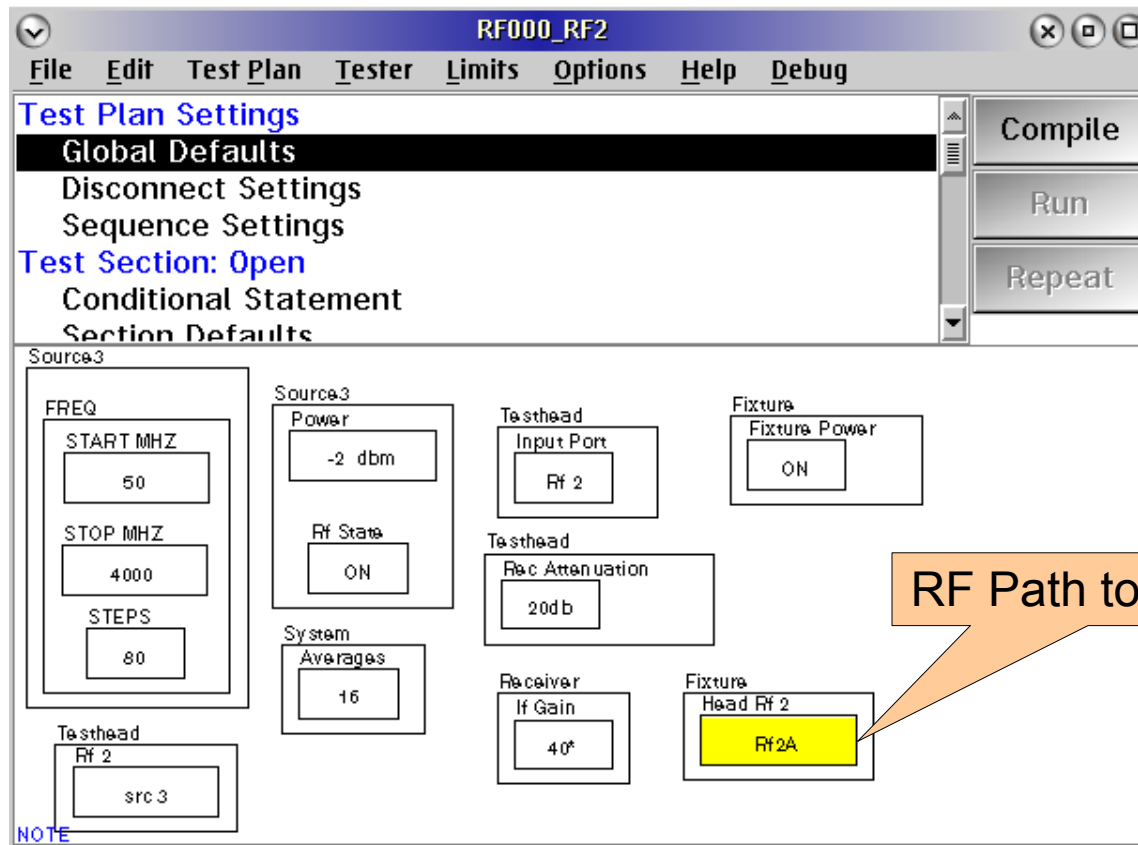 RF000_RF2
File Edit Test Plan Tester Limits Options Help Debug
Test Plan Settings
Global Defaults
Disconnect Settings
Sequence Settings
Test Section: Open
Conditional Statement
Section Defaults
Compile
Run
Repeat
Source3
FREQ
START MHZ
50
STOP MHZ
4000
STEPS
80
Source3
Power
-2 dbm
Rf State
ON
System
Averages
16
Testhead
Input Port
Rf 2
Testhead
Rec Attenuation
20db
Receiver
If Gain
40*
Fixture
Fixture Power
ON
RF Path to
Fixture
Head Rf 2
Rf2A
Testhead
Rf 2
src 3
NOTE